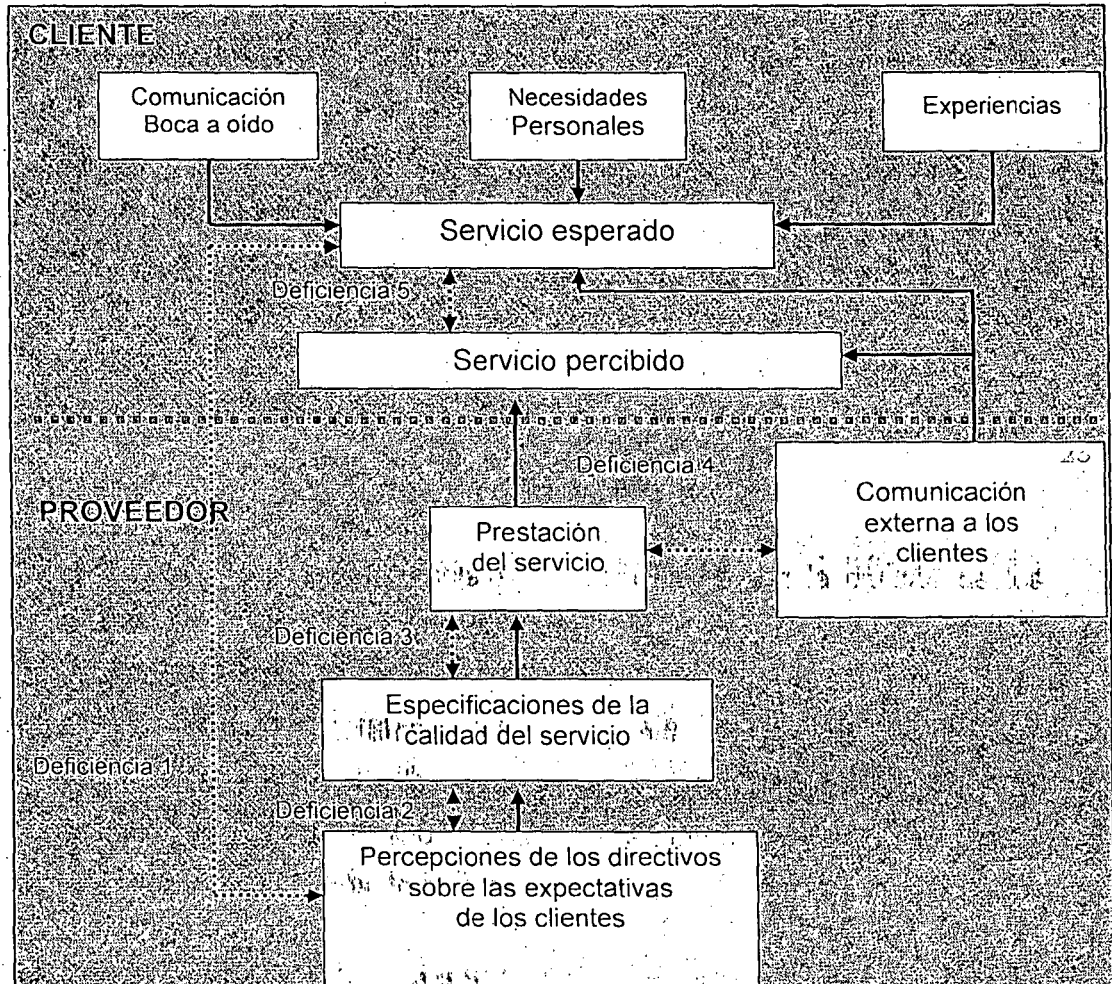 CLIENTE
Comunicación
Boca a oído
Necesidades
Personales
Experiencias
Servicio esperado
Deficiencia 5
Servicio percibido
Deficiencia 4
PROVEEDOR
Comunicación
externa a los
clientes
Prestación
del servicio
Deficiencia 3
Especificaciones de la
calidad del servicio
Deficiencia 1
Deficiencia 2
Percepciones de los directivos
sobre las expectativas
de los clientes